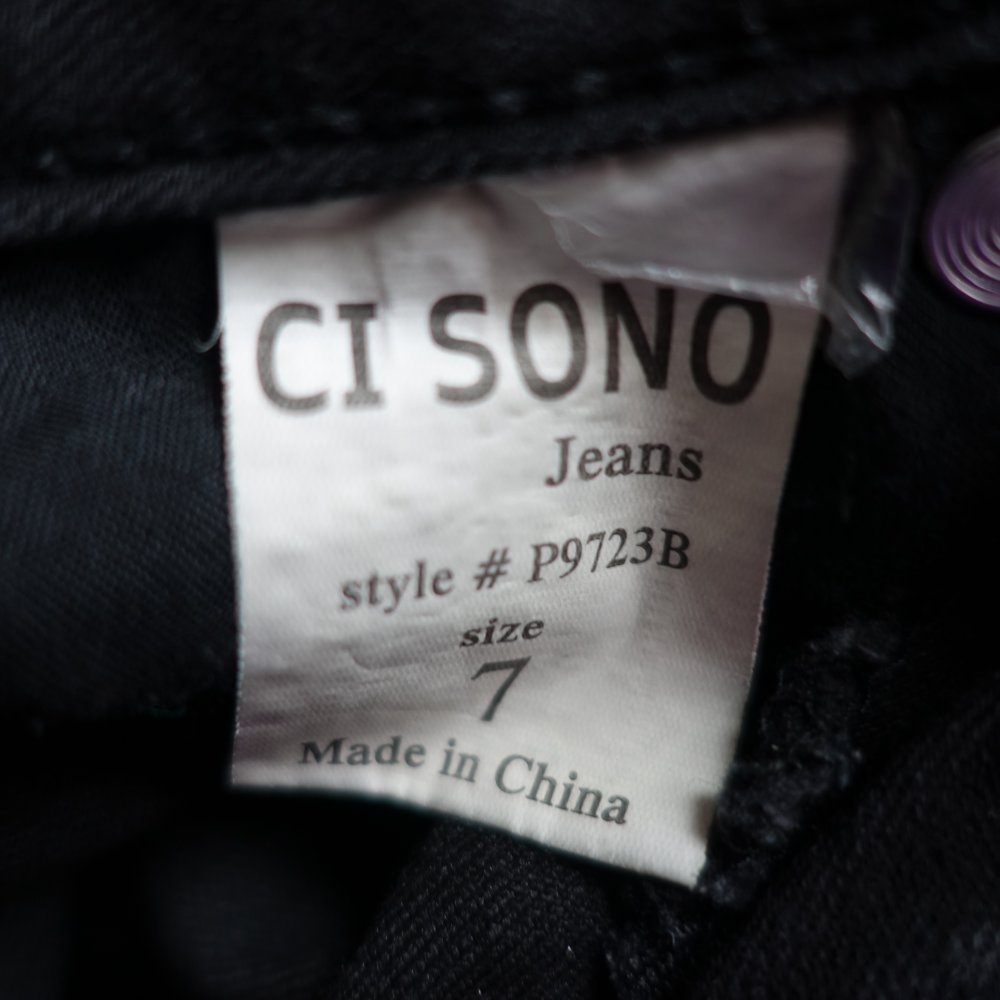 CI SONO
Jeans
style # P9723B
size
7
Made in China